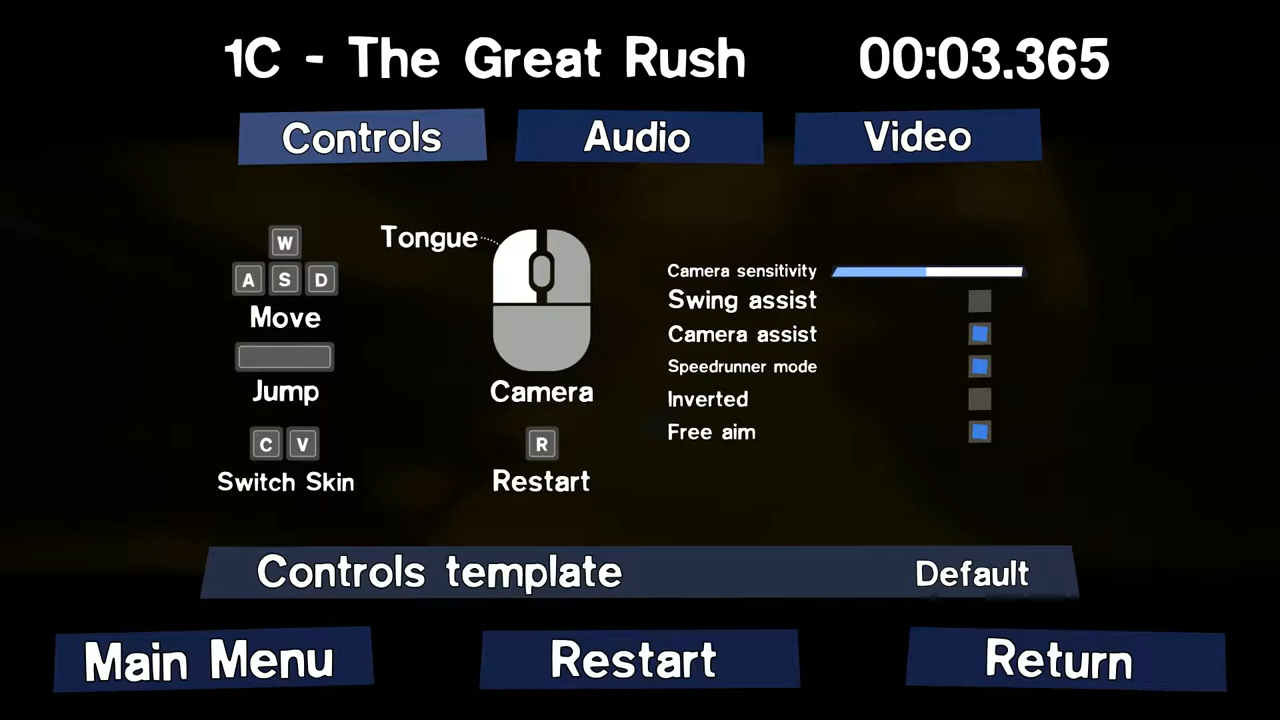 1C - The Great Rush 00:03.365
Controls Audio Video
Tongue
W
A S D
Move
Jump
C V
Switch Skin
Camera
R
Restart
Camera sensitivity
Swing assist
Camera assist
Speedrunner mode
Inverted
Free aim
Controls template Default
Main Menu Restart Return